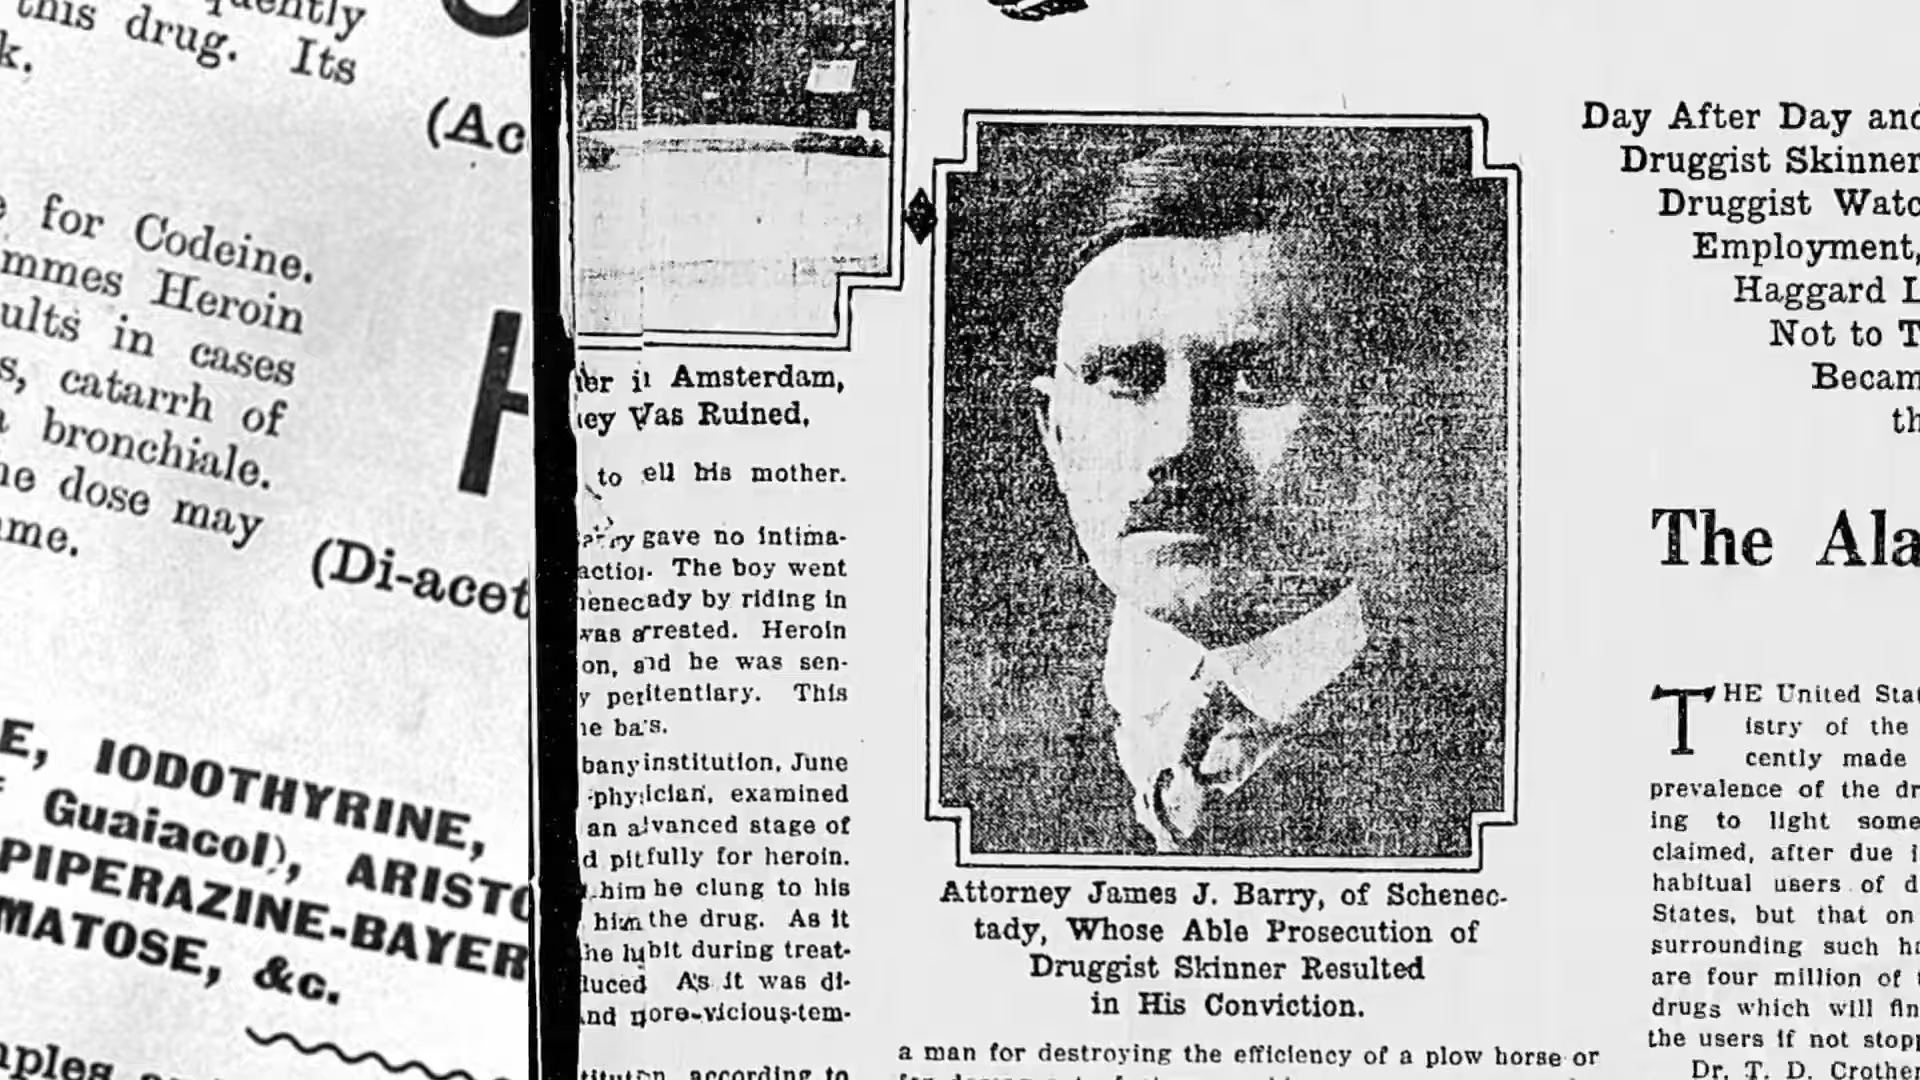 quently
this drug. Its
k.
(Ac
for Codeine.
mmes Heroin
ults in cases
s, catarrh of
bronchiale.
he dose may
ame.
H
(Di-acet
E, IODOTHYRINE,
Guaiacol), ARISTO
PIPERAZINE-BAYER
MATOSE, &c.
mples
Amsterdam,
ey Was Ruined.
to ell his mother.
gave no intima-
action. The boy went
henecady by riding in
was arrested. Heroin
on, and he was sen-
y penitentiary. This
he bars.
bany institution, June
physician, examined
an advanced stage of
d pitfully for heroin.
him he clung to his
him the drug. As it
he habit during treat-
duced As it was di-
and more-vicious-tem-
according to
Attorney James J. Barry, of Schenec-
tady, Whose Able Prosecution of
Druggist Skinner Resulted
in His Conviction.
a man for destroying the efficiency of a plow horse or
Day After Day and
Druggist Skinner
Druggist Watc
Employment,
Haggard L
Not to T
Becam
th
The Ala
THE United Stat
istry of the
cently made
prevalence of the dr
ing to light some
claimed, after due i
habitual users of d
States, but that on
surrounding such ha
are four million of t
drugs which will fin
the users if not stopp
Dr. T. D. Crother